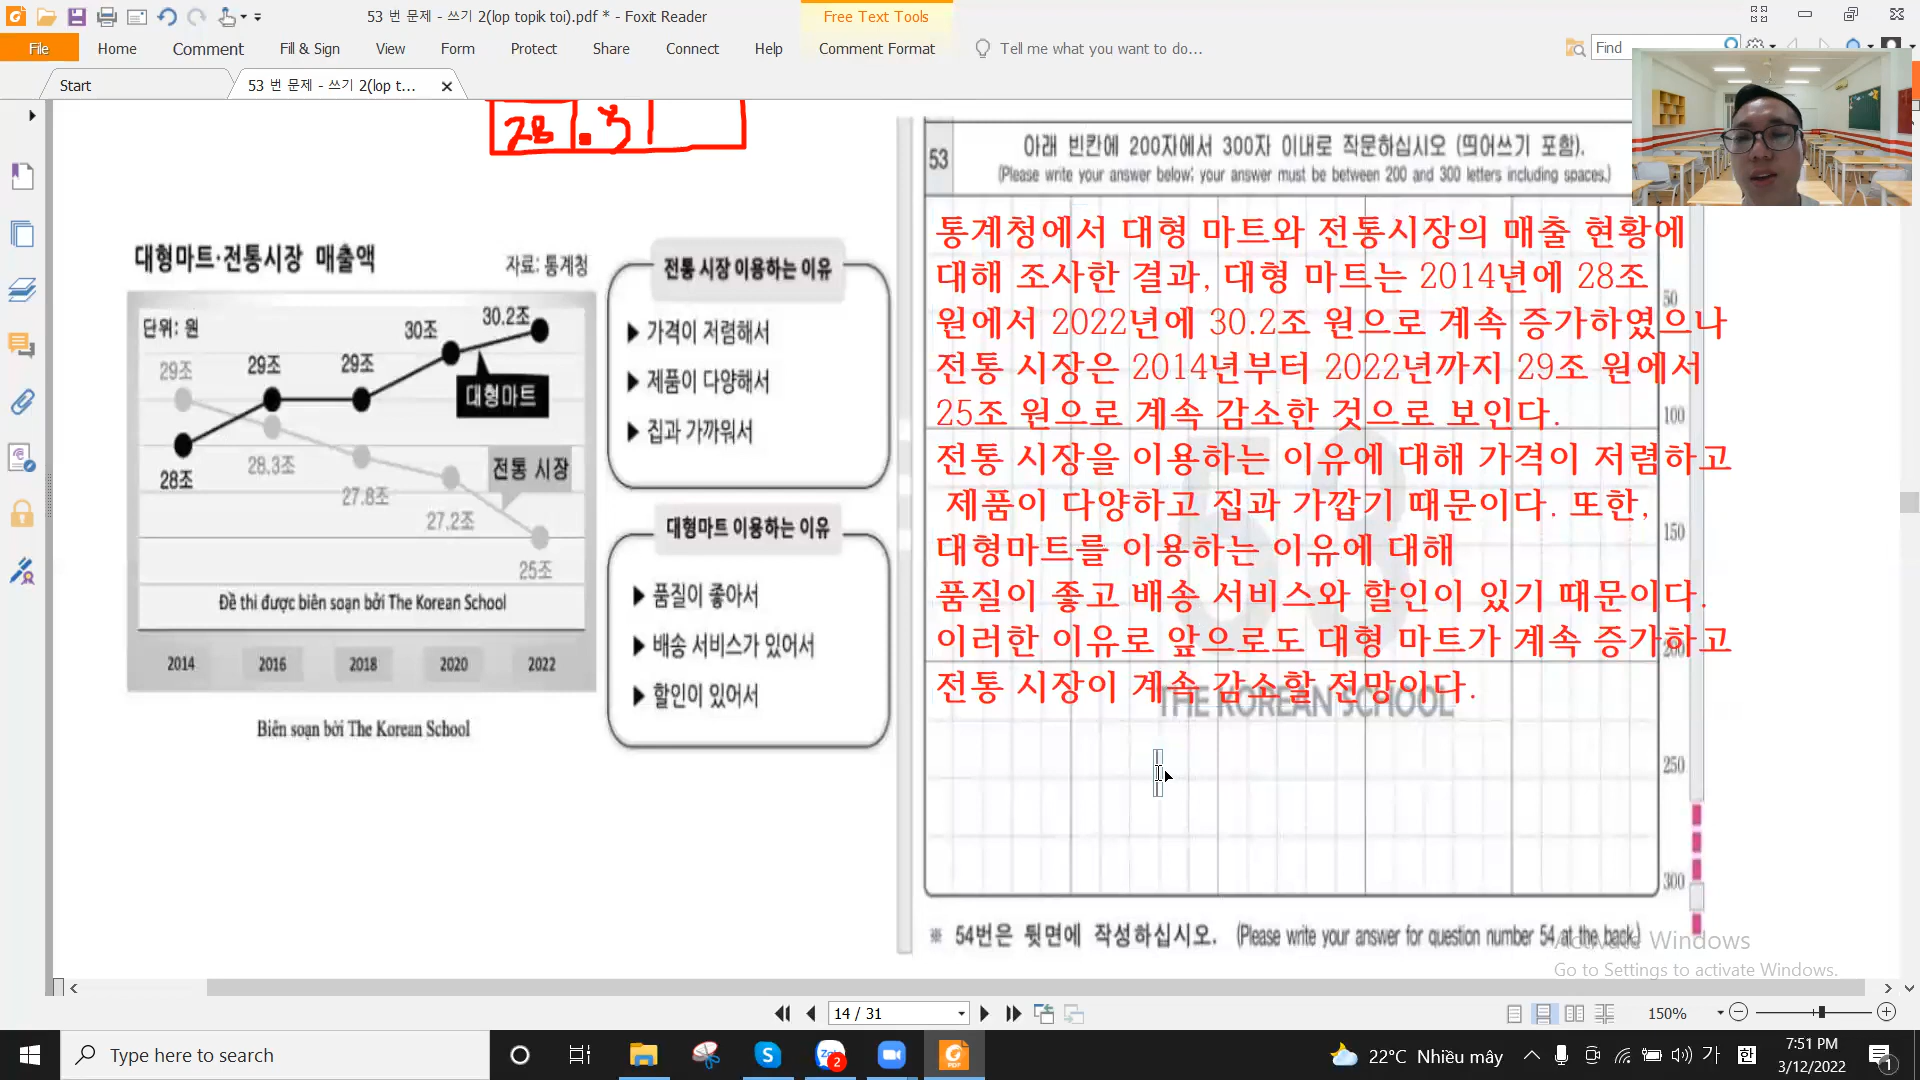 53 번 문제 - 쓰기 2(lop topik toi).pdf * - Foxit Reader
Free Text Tools
File
Home
Comment
Fill & Sign
View
Form
Protect
Share
Connect
Help
Comment Format
Tell me what you want to do...
Find
Start
53 번 문제 - 쓰기 2(lop t...
28
53
아래 빈칸에 200자에서 300자 이내로 작문하십시오 (띄어쓰기 포함).
(Please write your answer below; your answer must be between 200 and 300 letters including spaces.)
대형마트·전통시장 매출액
자료: 통계청
단위: 원
29조
29조
29조
30조
30.2조
대형마트
28조
28.3조
27.8조
27.2조
전통 시장
25조
Đề thi được biên soạn bởi The Korean School
2014
2016
2018
2020
2022
Biên soạn bởi The Korean School
전통 시장 이용하는 이유
▶ 가격이 저렴해서
▶ 제품이 다양해서
▶ 집과 가까워서
대형마트 이용하는 이유
▶ 품질이 좋아서
▶ 배송 서비스가 있어서
▶ 할인이 있어서
통계청에서 대형 마트와 전통시장의 매출 현황에
대해 조사한 결과, 대형 마트는 2014년에 28조
원에서 2022년에 30.2조 원으로 계속 증가하였으나
전통 시장은 2014년부터 2022년까지 29조 원에서
25조 원으로 계속 감소한 것으로 보인다.
전통 시장을 이용하는 이유에 대해 가격이 저렴하고
제품이 다양하고 집과 가깝기 때문이다. 또한,
대형마트를 이용하는 이유에 대해
품질이 좋고 배송 서비스와 할인이 있기 때문이다.
이러한 이유로 앞으로도 대형 마트가 계속 증가하고
전통 시장이 계속 감소할 전망이다.
50
100
150
200
250
300
53
THE KOREAN SCHOOL
※ 54번은 뒷면에 작성하십시오. (Please write your answer for question number 54 at the back.)
Activate Windows
Go to Settings to activate Windows.
14 / 31
150%
Type here to search
2
22°C Nhiều mây
가
한
7:51 PM
3/12/2022
1